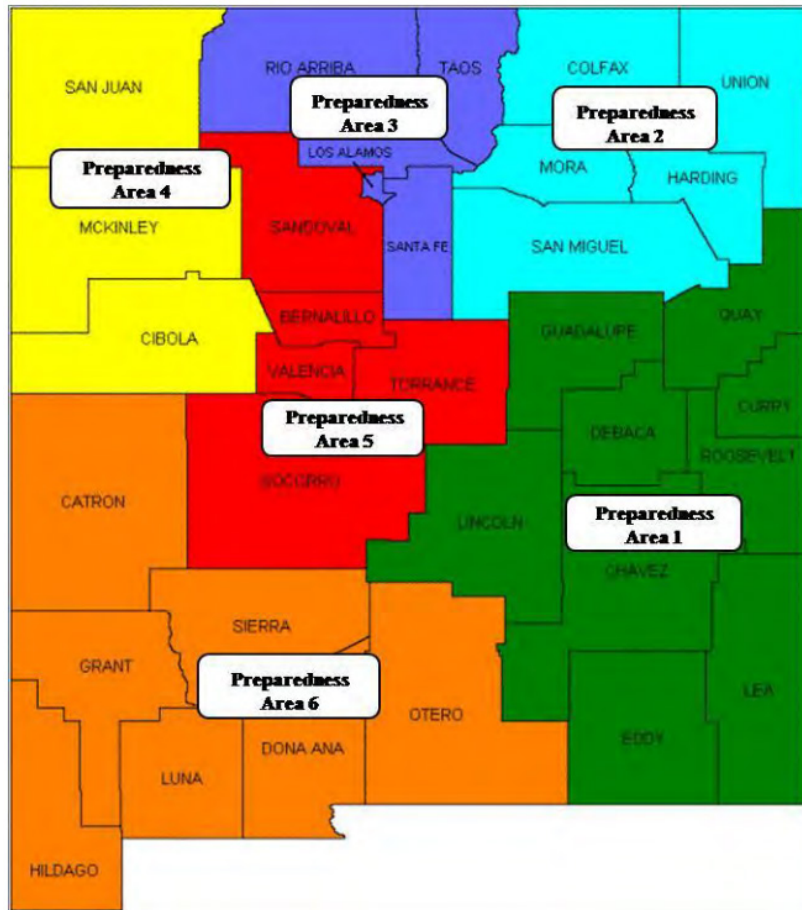 SAN JUAN
RIO ARRIBA
TAOS
COLFAX
UNION
Preparedness
Area 3
Preparedness
Area 2
LOS ALAMOS
Preparedness
Area 4
MORA
HARDING
MCKINLEY
SANDOVAL
SANTA FE
SAN MIGUEL
BERNALILLO
GUADALUPE
QUAY
CIBOLA
VALENCIA
TORRANCE
CURRY
Preparedness
Area 5
DEBACA
ROOSEVELT
SOCORRO
CATRON
LINCOLN
Preparedness
Area 1
CHAVEZ
SIERRA
GRANT
Preparedness
Area 6
LEA
OTERO
EDDY
DONA ANA
LUNA
HILDAGO